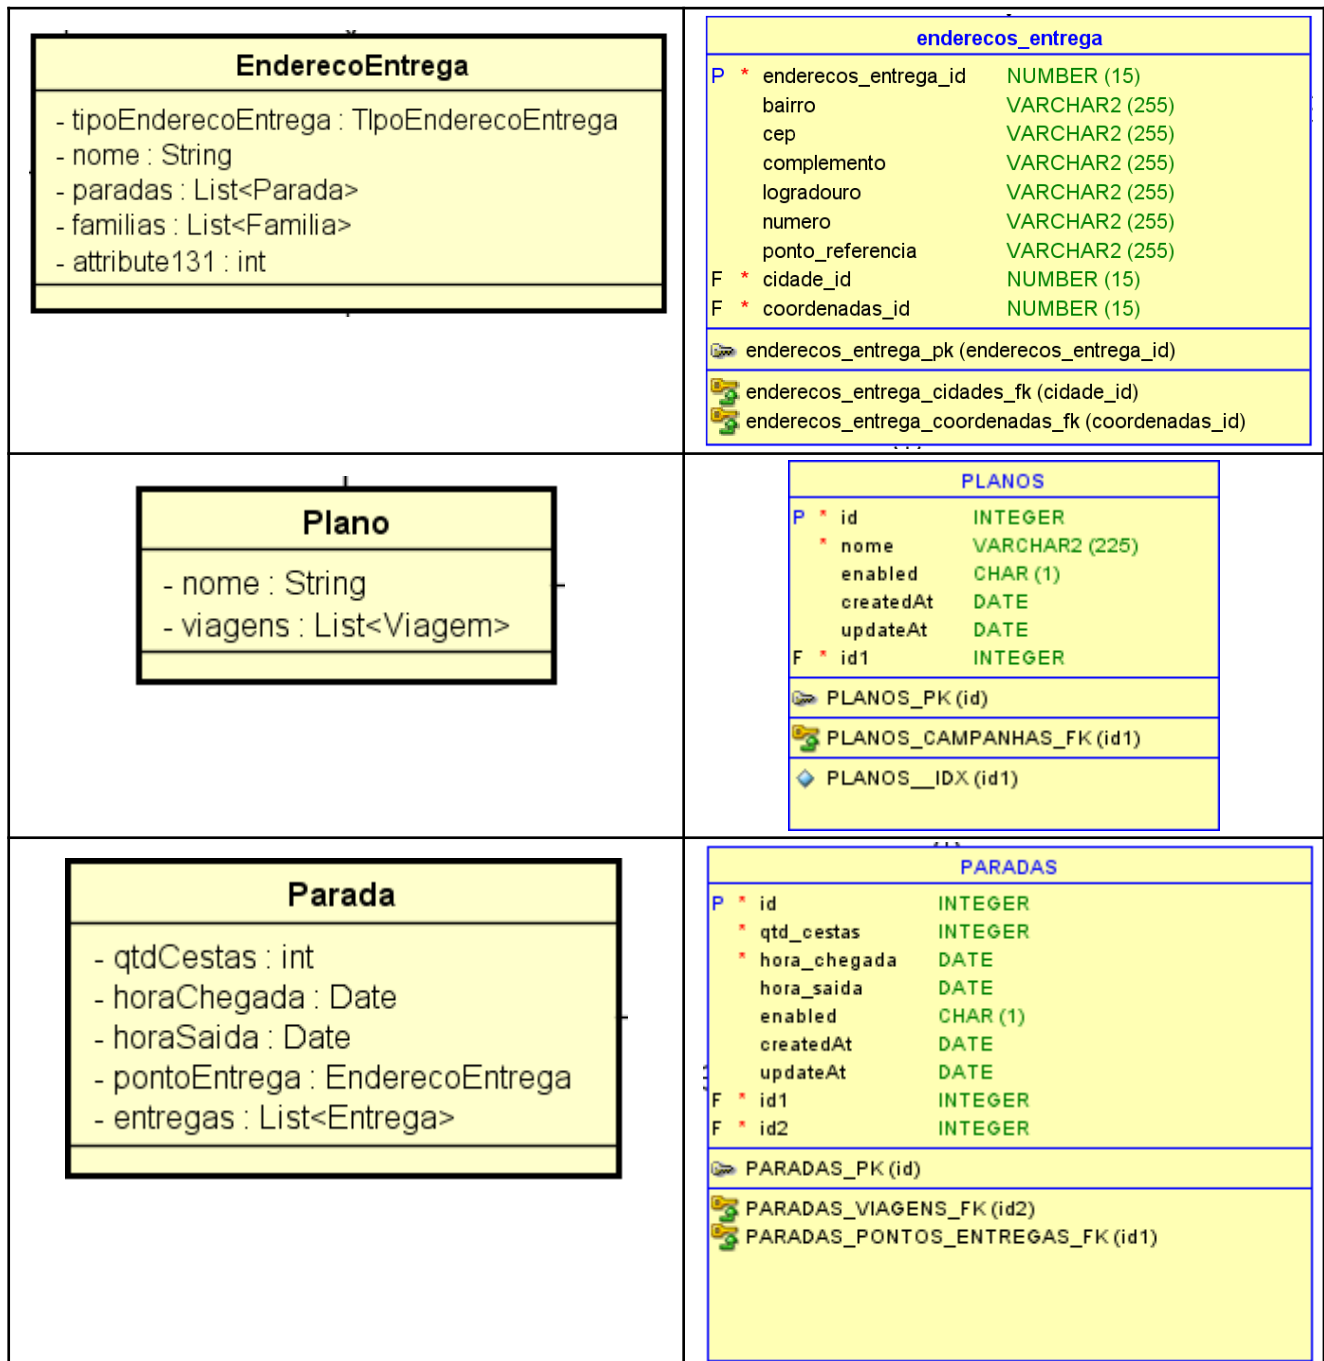 EnderecoEntrega
- tipoEnderecoEntrega : TIpoEnderecoEntrega
- nome : String
- paradas : List<Parada>
- familias : List<Familia>
- attribute131 : int
enderecos_entrega
P * enderecos_entrega_id NUMBER (15)
bairro VARCHAR2 (255)
cep VARCHAR2 (255)
complemento VARCHAR2 (255)
logradouro VARCHAR2 (255)
numero VARCHAR2 (255)
ponto_referencia VARCHAR2 (255)
F * cidade_id NUMBER (15)
F * coordenadas_id NUMBER (15)
enderecos_entrega_pk (enderecos_entrega_id)
enderecos_entrega_cidades_fk (cidade_id)
enderecos_entrega_coordenadas_fk (coordenadas_id)
Plano
- nome : String
- viagens : List<Viagem>
PLANOS
P * id INTEGER
* nome VARCHAR2 (225)
enabled CHAR (1)
createdAt DATE
updateAt DATE
F * id1 INTEGER
PLANOS_PK (id)
PLANOS_CAMPANHAS_FK (id1)
PLANOS__IDX (id1)
Parada
- qtdCestas : int
- horaChegada : Date
- horaSaida : Date
- pontoEntrega : EnderecoEntrega
- entregas : List<Entrega>
PARADAS
P * id INTEGER
* qtd_cestas INTEGER
* hora_chegada DATE
hora_saida DATE
enabled CHAR (1)
createdAt DATE
updateAt DATE
F * id1 INTEGER
F * id2 INTEGER
PARADAS_PK (id)
PARADAS_VIAGENS_FK (id2)
PARADAS_PONTOS_ENTREGAS_FK (id1)